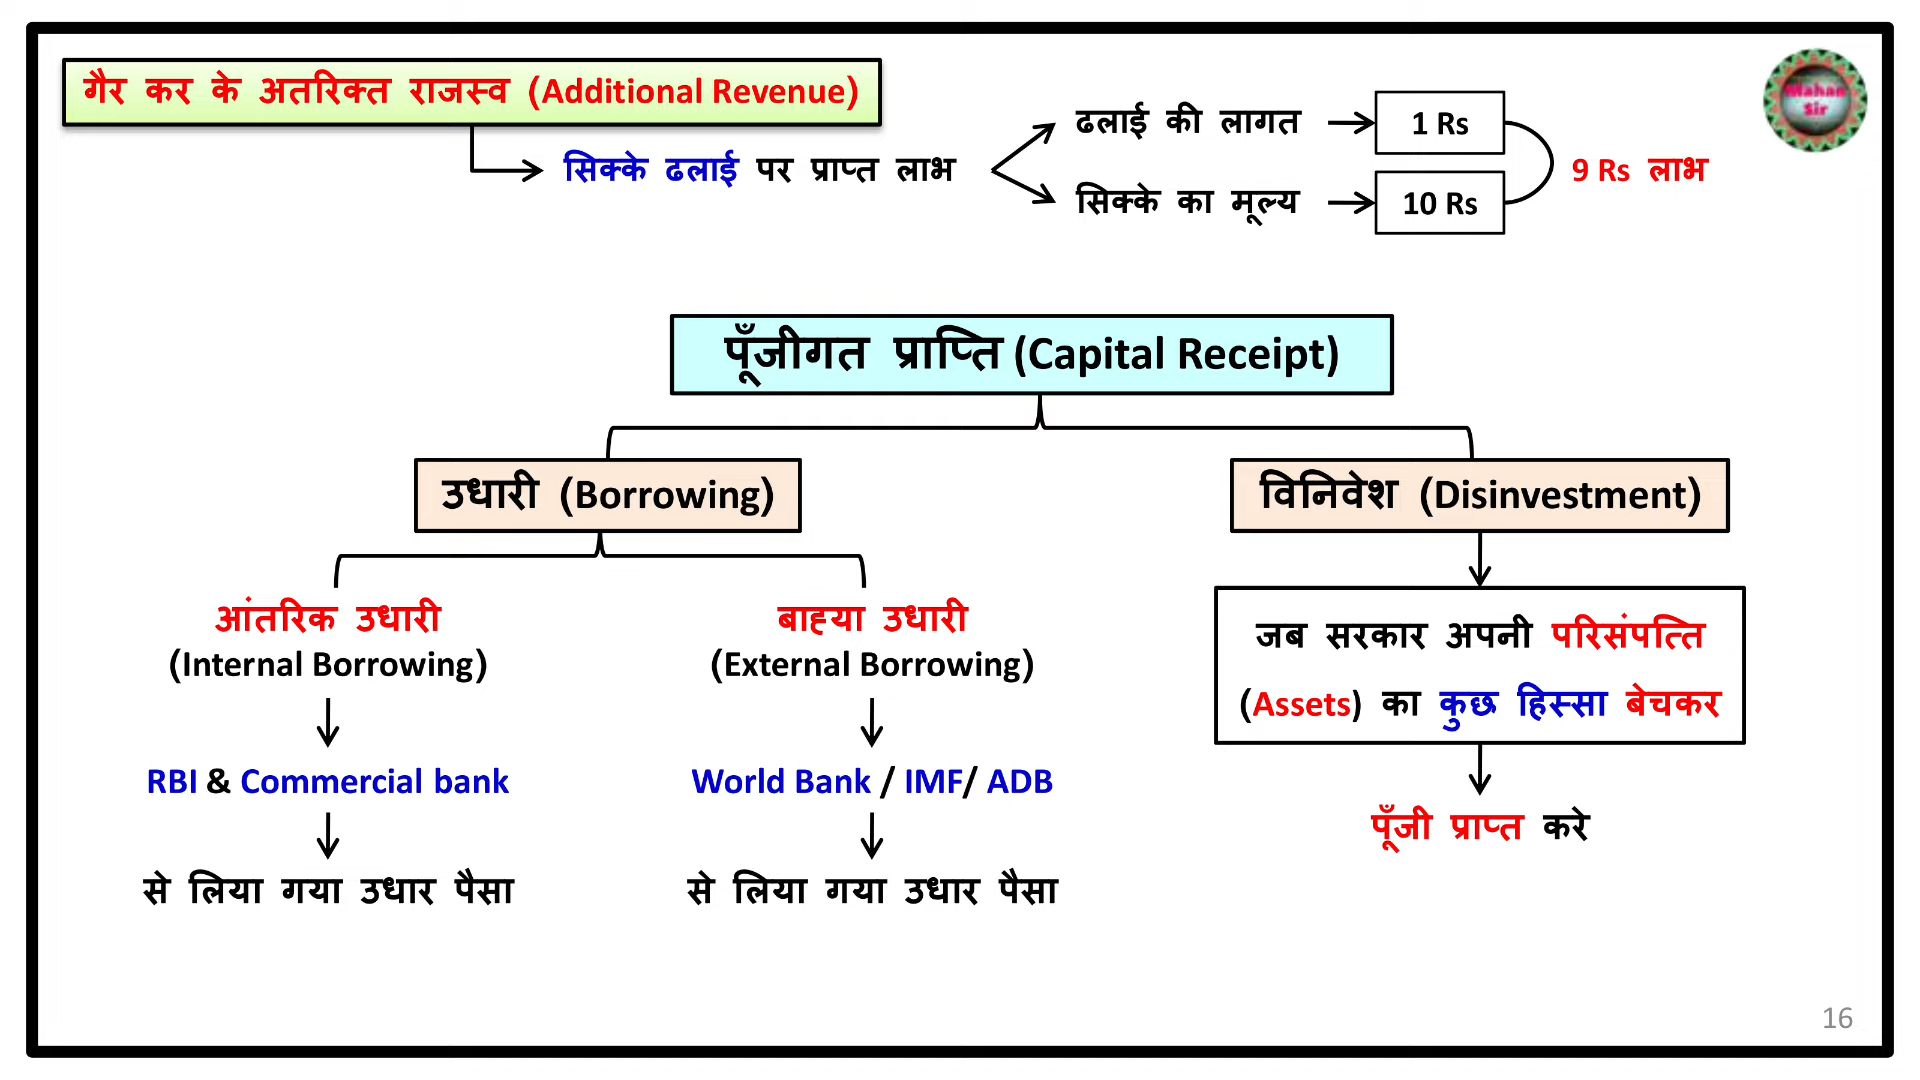 गैर कर के अतरिक्त राजस्व (Additional Revenue)
सिक्के ढलाई पर प्राप्त लाभ
ढलाई की लागत
1 Rs
सिक्के का मूल्य
10 Rs
9 Rs लाभ
Mahan
Sir
पूँजीगत प्राप्ति (Capital Receipt)
उधारी (Borrowing)
विनिवेश (Disinvestment)
आंतरिक उधारी
(Internal Borrowing)
RBI & Commercial bank
से लिया गया उधार पैसा
बाह्या उधारी
(External Borrowing)
World Bank / IMF/ ADB
से लिया गया उधार पैसा
जब सरकार अपनी परिसंपत्ति
(Assets) का कुछ हिस्सा बेचकर
पूँजी प्राप्त करे
16